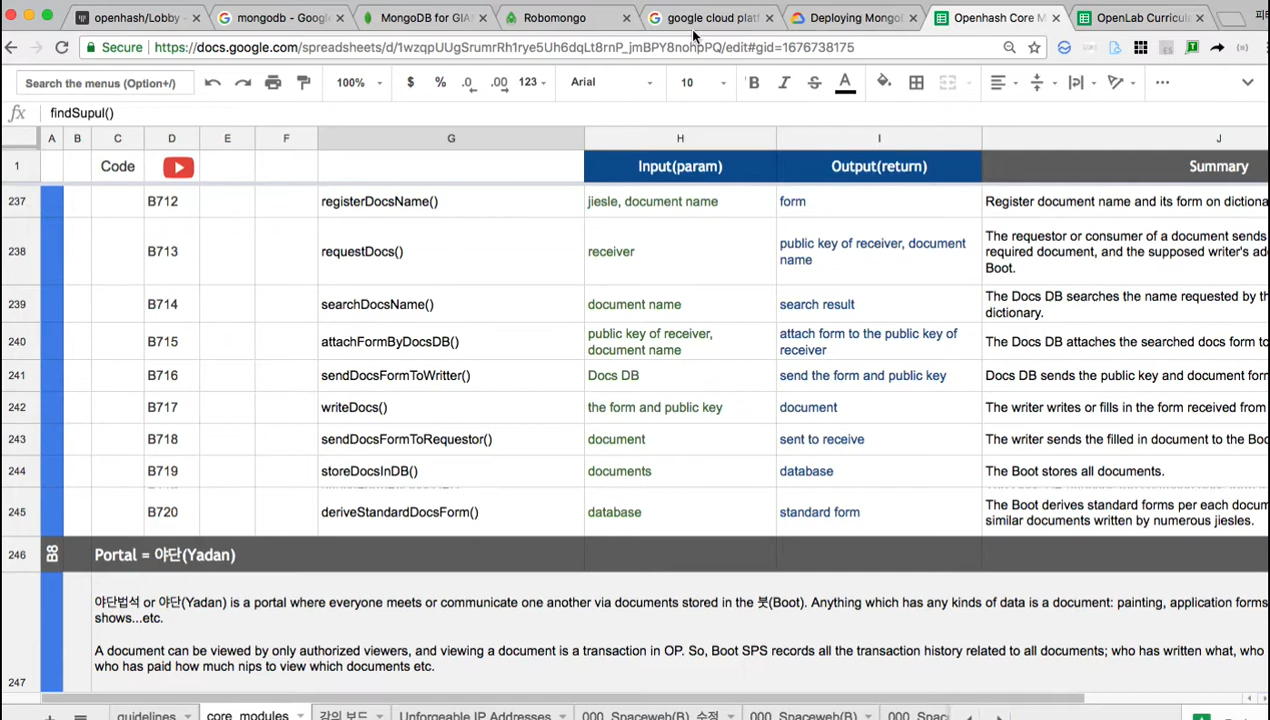 openhash/Lobby -
mongodb - Goog
MongoDB for GIA
Robomongo
google cloud platf
Deploying Mongo
Openhash Core M
OpenLab Curricula
Secure
https://docs.google.com/spreadsheets/d/1wzqpUUgSrumrRh1rye5Uh6dqLt8rnP_jmBPY8nohpPQ/edit#gid=1676738175
Search the menus (Option+/)
100%
$ % .0 .00 123
Arial
10
B I S A
fx findSupul()
A B C D E F G H I J
1 Code Input(param) Output(return) Summary
237 B712 registerDocsName() jiesle, document name form Register document name and its form on dictiona
238 B713 requestDocs() receiver public key of receiver, document name The requestor or consumer of a document sends
required document, and the supposed writer's add
Boot.
239 B714 searchDocsName() document name search result The Docs DB searches the name requested by th
dictionary.
240 B715 attachFormByDocsDB() public key of receiver, document name attach form to the public key of receiver The Docs DB attaches the searched docs form to
241 B716 sendDocsFormToWritter() Docs DB send the form and public key Docs DB sends the public key and document form
242 B717 writeDocs() the form and public key document The writer writes or fills in the form received from
243 B718 sendDocsFormToRequestor() document sent to receive The writer sends the filled in document to the Boo
244 B719 storeDocsInDB() documents database The Boot stores all documents.
245 B720 deriveStandardDocsForm() database standard form The Boot derives standard forms per each docum
similar documents written by numerous jiesles.
246 B8 Portal = 야단(Yadan)
247
야단법석 or 야단(Yadan) is a portal where everyone meets or communicate one another via documents stored in the 붓(Boot). Anything which has any kinds of data is a document: painting, application forms
shows...etc.
A document can be viewed by only authorized viewers, and viewing a document is a transaction in OP. So, Boot SPS records all the transaction history related to all documents; who has written what, who
who has paid how much nips to view which documents etc.
guidelines
core_modules
강의 보드
Unforgeable IP Addresses
000_Spaceweb(B)_수정
000_Spaceweb(B)
000_Spac